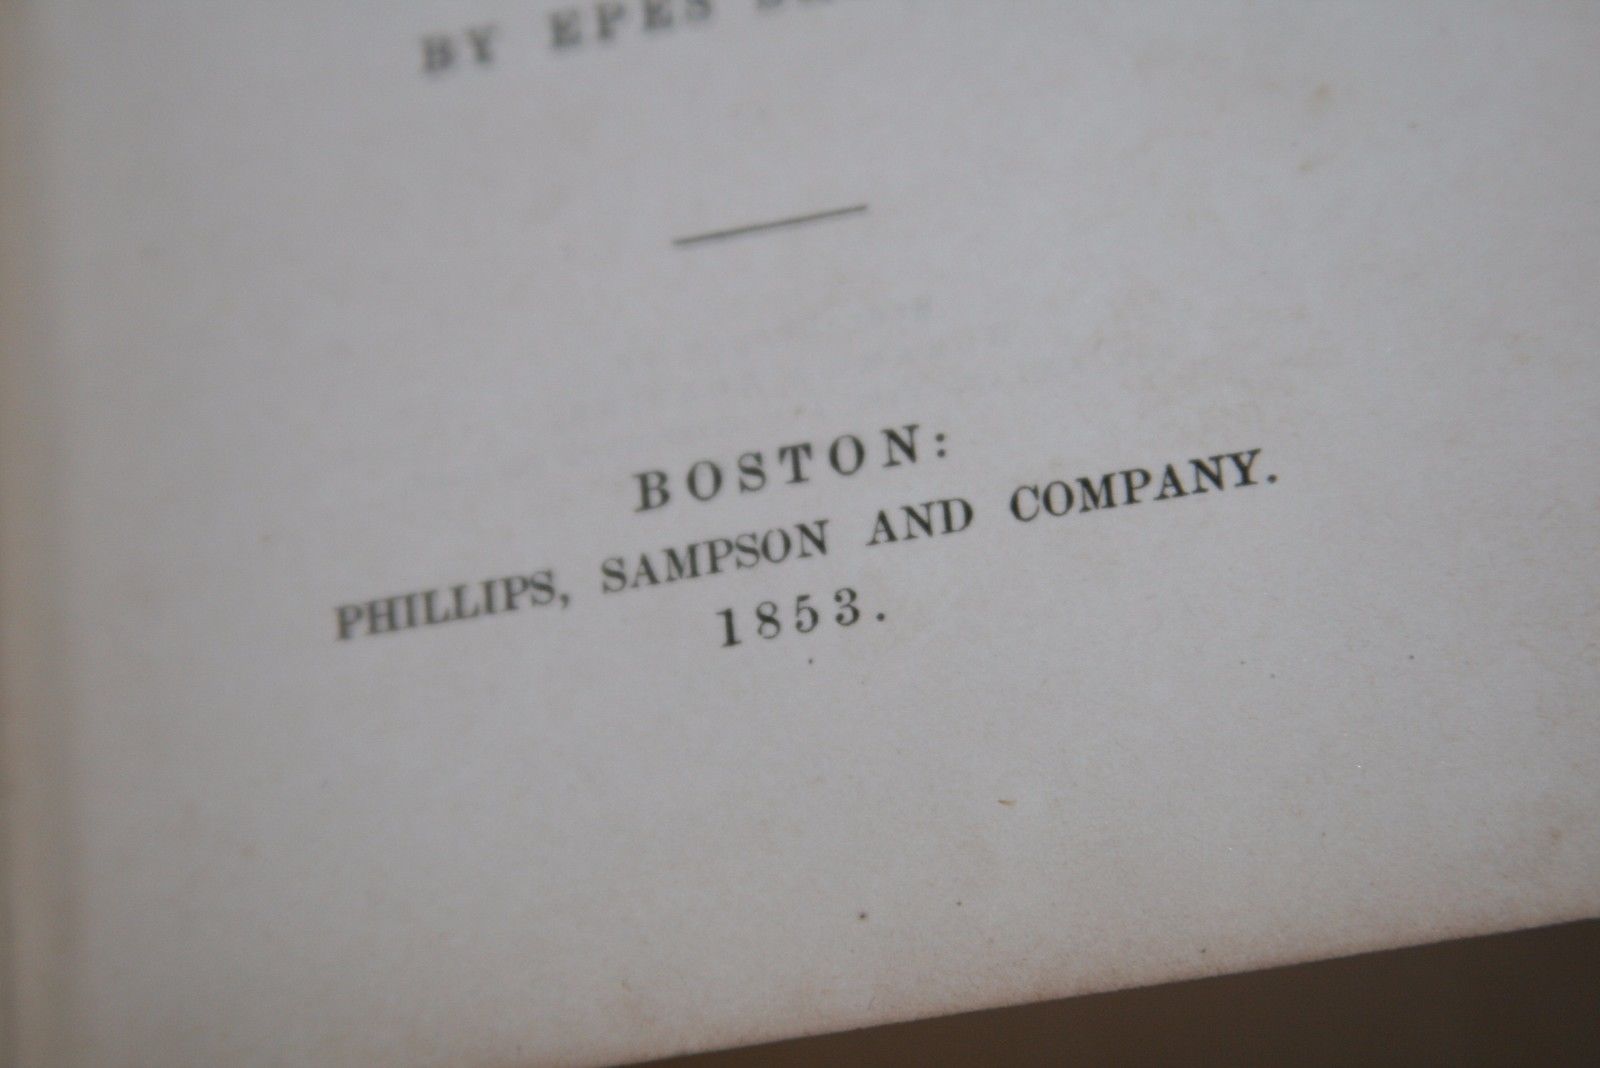 BY EPES
BOSTON:
PHILLIPS, SAMPSON AND COMPANY.
1853.